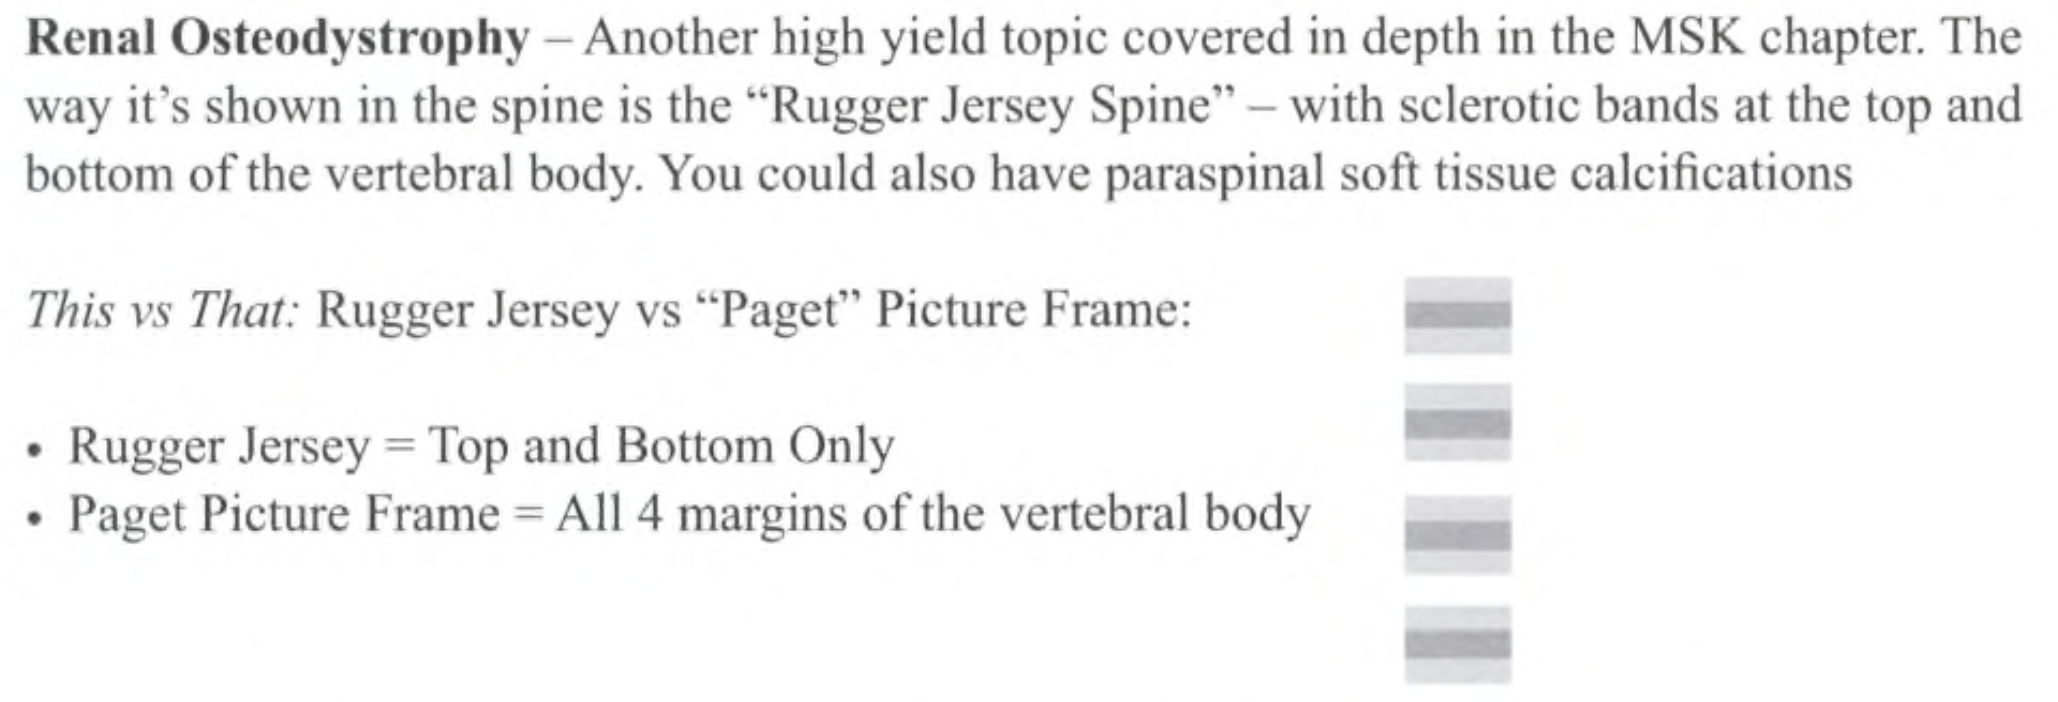 Renal Osteodystrophy – Another high yield topic covered in depth in the MSK chapter. The
way it’s shown in the spine is the “Rugger Jersey Spine” – with sclerotic bands at the top and
bottom of the vertebral body. You could also have paraspinal soft tissue calcifications
This vs That: Rugger Jersey vs “Paget” Picture Frame:
• Rugger Jersey = Top and Bottom Only
• Paget Picture Frame = All 4 margins of the vertebral body